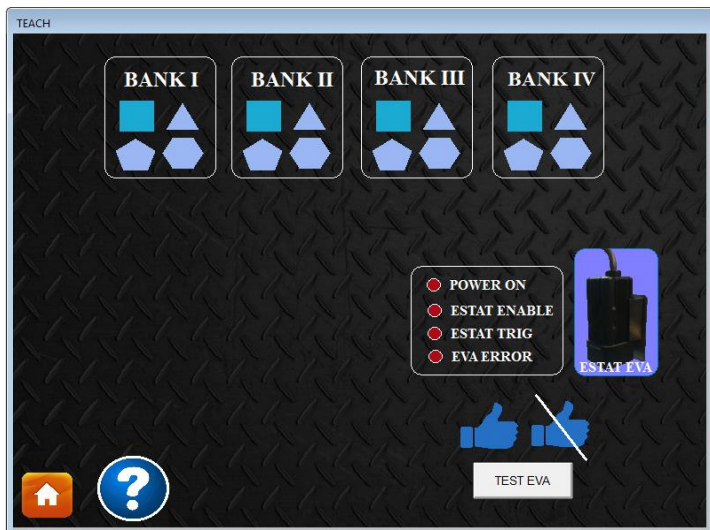 TEACH
BANK I
BANK II
BANK III
BANK IV
POWER ON
ESTAT ENABLE
ESTAT TRIG
EVA ERROR
ESTAT EVA
?
TEST EVA